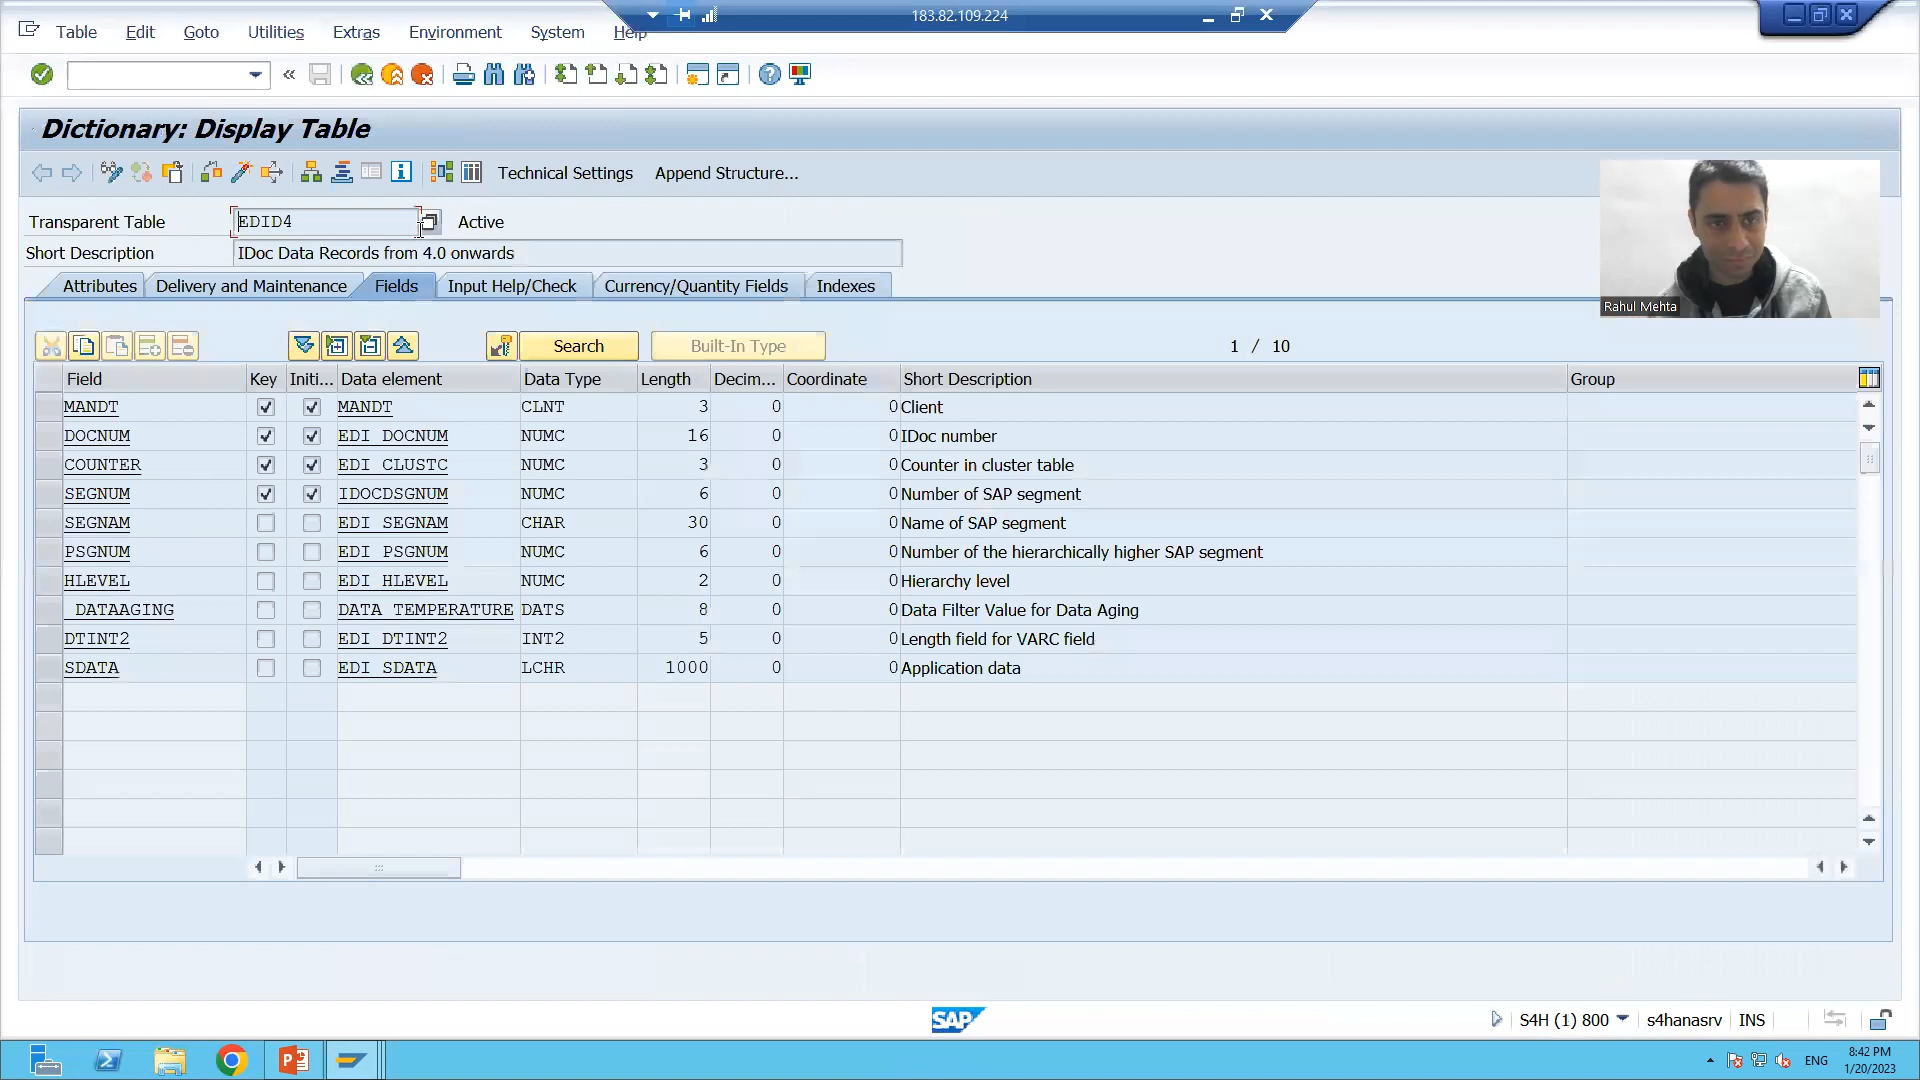 183.82.109.224
Table Edit Goto Utilities Extras Environment System Help
Dictionary: Display Table
Technical Settings Append Structure...
Transparent Table EDID4 Active
Short Description IDoc Data Records from 4.0 onwards
Rahul Mehta
Attributes Delivery and Maintenance Fields Input Help/Check Currency/Quantity Fields Indexes
Search Built-In Type 1 / 10
Field Key Initi... Data element Data Type Length Decim... Coordinate Short Description Group
MANDT MANDT CLNT 3 0 0 Client
DOCNUM EDI_DOCNUM NUMC 16 0 0 IDoc number
COUNTER EDI_CLUSTC NUMC 3 0 0 Counter in cluster table
SEGNUM IDOCDSGNUM NUMC 6 0 0 Number of SAP segment
SEGNAM EDI_SEGNAM CHAR 30 0 0 Name of SAP segment
PSGNUM EDI_PSGNUM NUMC 6 0 0 Number of the hierarchically higher SAP segment
HLEVEL EDI_HLEVEL NUMC 2 0 0 Hierarchy level
_DATAAGING DATA_TEMPERATURE DATS 8 0 0 Data Filter Value for Data Aging
DTINT2 EDI_DTINT2 INT2 5 0 0 Length field for VARC field
SDATA EDI_SDATA LCHR 1000 0 0 Application data
SAP S4H (1) 800 s4hanasrv INS
ENG 8:42 PM
1/20/2023